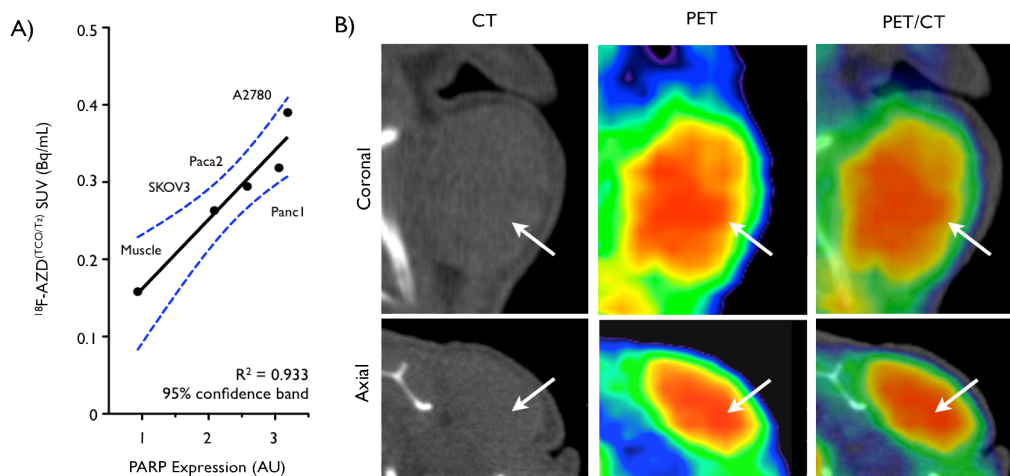 A)
0.5
0.4
0.3
0.2
0.1
0
18F-AZD(TCO/Tz) SUV (Bq/mL)
A2780
Paca2
SKOV3
Panc1
Muscle
R2 = 0.933
95% confidence band
1 2 3
PARP Expression (AU)
B)
CT PET PET/CT
Coronal
Axial